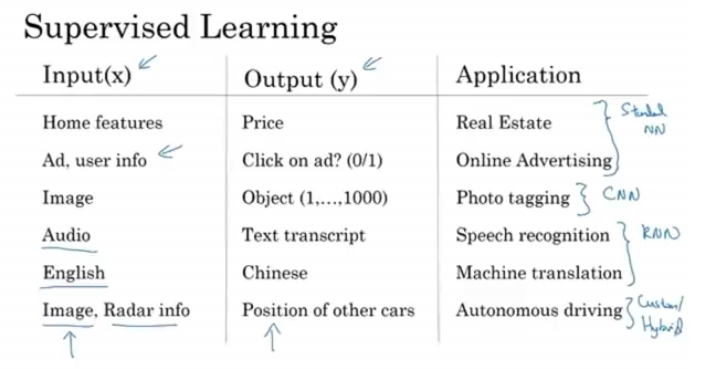 Supervised Learning
Input(x) Output (y) Application
Home features Price Real Estate
Standard
NN
Ad, user info Click on ad? (0/1) Online Advertising
Image Object (1,...,1000) Photo tagging CNN
Audio Text transcript Speech recognition RNN
English Chinese Machine translation
Image, Radar info Position of other cars Autonomous driving
Custom/
Hybrid